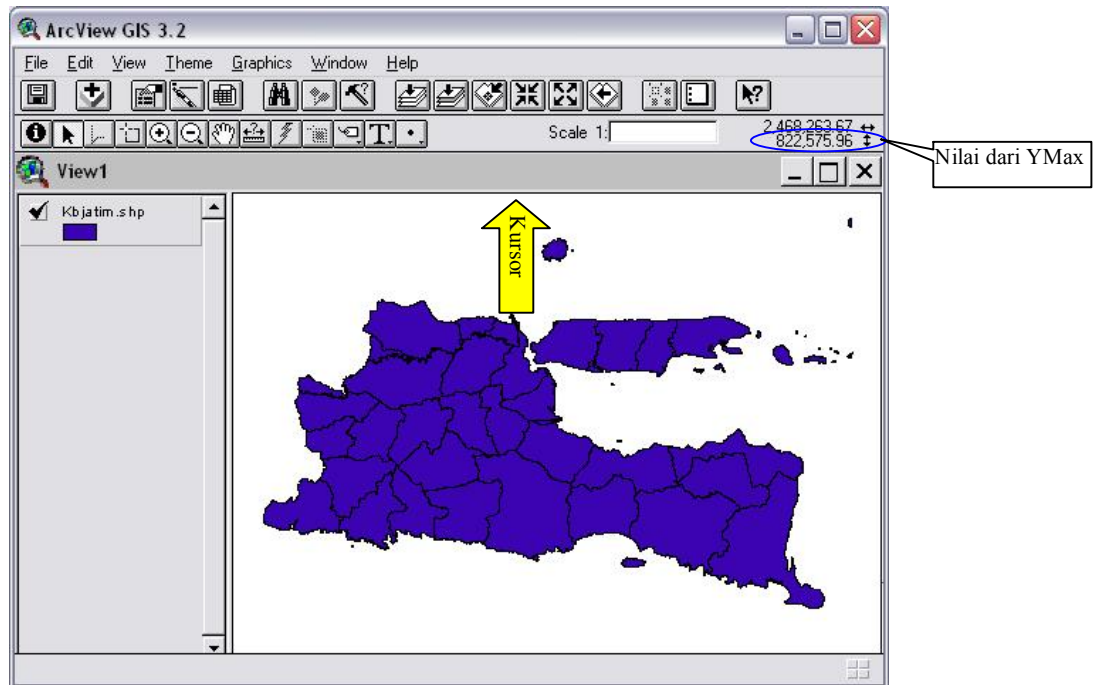 ArcView GIS 3.2
File Edit View Theme Graphics Window Help
Scale 1:
2,468,263.67
822,575.96
Nilai dari YMax
View1
Kbjatim.shp
Kursor